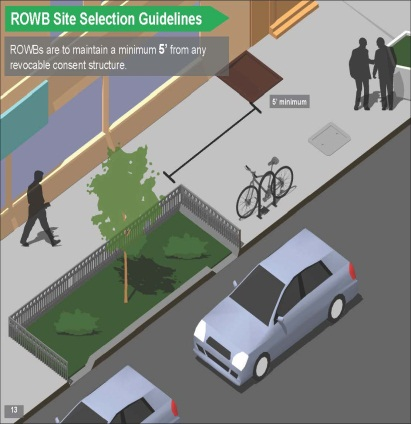 ROWB Site Selection Guidelines
ROWBs are to maintain a minimum 5' from any
revocable consent structure.
5' minimum
13